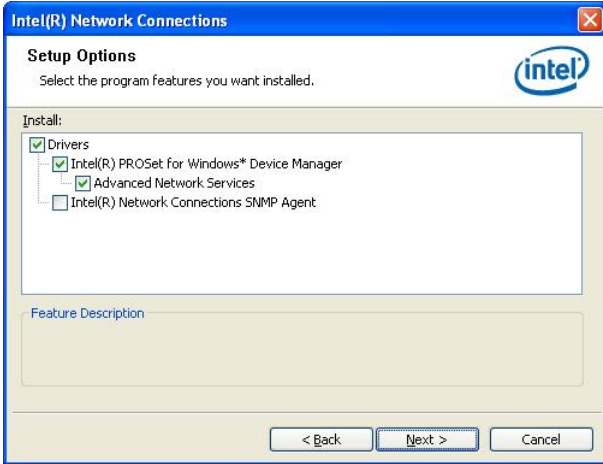 Intel(R) Network Connections
Setup Options
Select the program features you want installed.
intel
Install:
Drivers
Intel(R) PROSet for Windows* Device Manager
Advanced Network Services
Intel(R) Network Connections SNMP Agent
Feature Description
< Back
Next >
Cancel